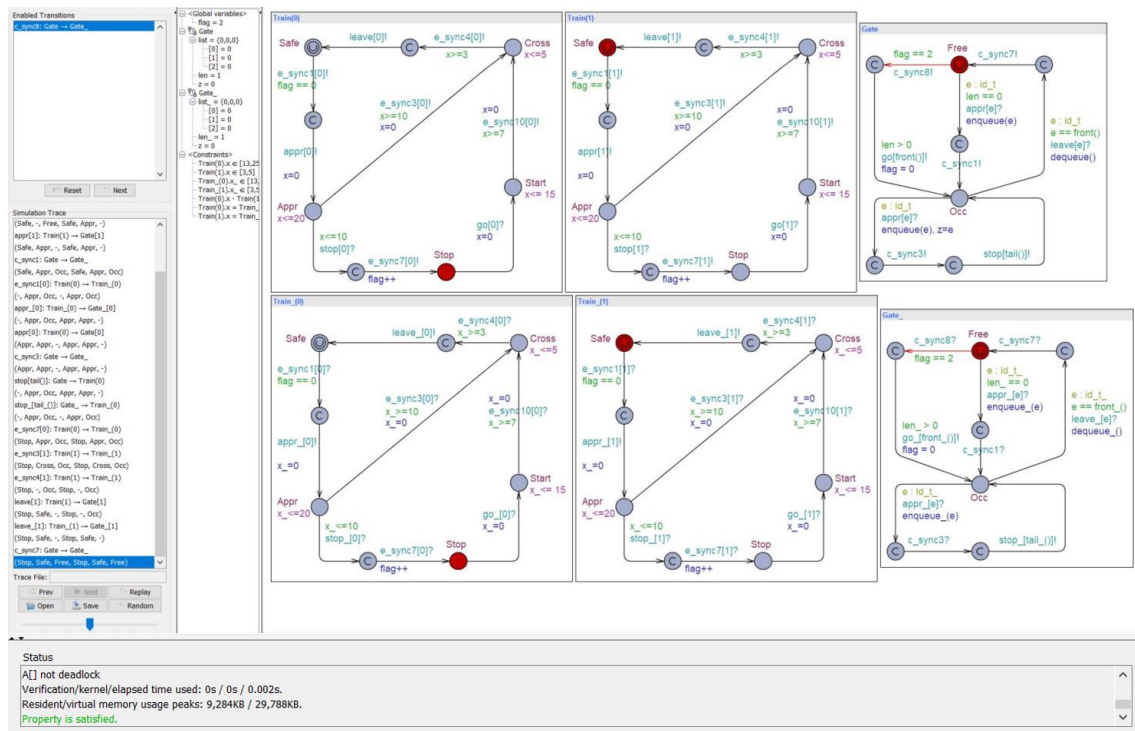 Enabled Transitions
c_sync8: Gate → Gate_
Reset
Next
Simulation Trace
(Safe, -, Free, Safe, Appr, -)
appr[1]: Train(1) → Gate[1]
(Safe, Appr, -, Safe, Appr, -)
c_sync1: Gate → Gate_
(Safe, Appr, Occ, Safe, Appr, Occ)
e_sync1[0]: Train(0) → Train_(0)
(-, Appr, Occ, -, Appr, Occ)
appr_[0]: Train_(0) → Gate_[0]
(-, Appr, Occ, Appr, Appr, -)
appr[0]: Train(0) → Gate[0]
(Appr, Appr, -, Appr, Appr, -)
c_sync3: Gate → Gate_
(Appr, Appr, -, Appr, Appr, -)
stop[tail()]: Gate → Train(0)
(-, Appr, Occ, Appr, Appr, -)
stop_[tail_()]: Gate_ → Train_(0)
(-, Appr, Occ, -, Appr, Occ)
e_sync7[0]: Train(0) → Train_(0)
(Stop, Appr, Occ, Stop, Appr, Occ)
e_sync3[1]: Train(1) → Train_(1)
(Stop, Cross, Occ, Stop, Cross, Occ)
e_sync4[1]: Train(1) → Train_(1)
(Stop, -, Occ, Stop, -, Occ)
leave[1]: Train(1) → Gate[1]
(Stop, Safe, -, Stop, -, Occ)
leave_[1]: Train_(1) → Gate_[1]
(Stop, Safe, -, Stop, Safe, -)
c_sync7: Gate → Gate_
(Stop, Safe, Free, Stop, Safe, Free)
Trace File:
Prev
Next
Replay
Open
Save
Random
<Global variables>
flag = 2
Gate
list = {0,0,0}
[0] = 0
[1] = 0
[2] = 0
len = 1
z = 0
Gate_
list_ = {0,0,0}
[0] = 0
[1] = 0
[2] = 0
len_ = 1
z = 0
<Constraints>
Train(0).x ∈ [13,25
Train(1).x ∈ [3,5]
Train_(0).x_ ∈ [13,
Train_(1).x_ ∈ [3,5
Train(0).x - Train(1
Train(0).x = Train_
Train(1).x = Train_
Train(0)
Safe
leave[0]!
e_sync4[0]!
x>=3
Cross
x<=5
e_sync1[0]!
flag == 0
e_sync3[0]!
x>=10
x=0
x=0
e_sync10[0]!
x>=7
appr[0]!
x=0
Appr
x<=20
Start
x<= 15
x<=10
stop[0]?
go[0]?
x=0
e_sync7[0]!
flag++
Stop
Train(1)
Safe
leave[1]!
e_sync4[1]!
x>=3
Cross
x<=5
e_sync1[1]!
flag == 0
e_sync3[1]!
x>=10
x=0
x=0
e_sync10[1]!
x>=7
appr[1]!
x=0
Appr
x<=20
Start
x<= 15
x<=10
stop[1]?
go[1]?
x=0
e_sync7[1]!
flag++
Stop
Gate
flag == 2
Free
c_sync7!
c_sync8!
e : id_t
len == 0
appr[e]?
enqueue(e)
e : id_t
e == front()
leave[e]?
dequeue()
len > 0
go[front()]!
flag = 0
c_sync1!
Occ
e : id_t
appr[e]?
enqueue(e), z=e
c_sync3!
stop[tail()]!
Train_(0)
Safe
leave_[0]!
e_sync4[0]?
x_>=3
Cross
x_<=5
e_sync1[0]?
flag == 0
e_sync3[0]?
x_>=10
x_=0
x_=0
e_sync10[0]?
x_>=7
appr_[0]!
x_=0
Appr
x_<=20
Start
x_<= 15
x_<=10
stop_[0]?
go_[0]?
x_=0
e_sync7[0]?
flag++
Stop
Train_(1)
Safe
leave_[1]!
e_sync4[1]?
x_>=3
Cross
x_<=5
e_sync1[1]?
flag == 0
e_sync3[1]?
x_>=10
x_=0
x_=0
e_sync10[1]?
x_>=7
appr_[1]!
x_=0
Appr
x_<=20
Start
x_<= 15
x_<=10
stop_[1]?
go_[1]?
x_=0
e_sync7[1]?
flag++
Stop
Gate_
Free
c_sync8?
c_sync7?
flag == 2
e : id_t_
len_ == 0
appr_[e]?
enqueue_(e)
e : id_t_
e == front_()
leave_[e]?
dequeue_()
len_ > 0
go_[front_()]!
flag = 0
c_sync1?
Occ
e : id_t_
appr_[e]?
enqueue_(e)
c_sync3?
stop_[tail_()]!
Status
A[] not deadlock
Verification/kernel/elapsed time used: 0s / 0s / 0.002s.
Resident/virtual memory usage peaks: 9,284KB / 29,788KB.
Property is satisfied.